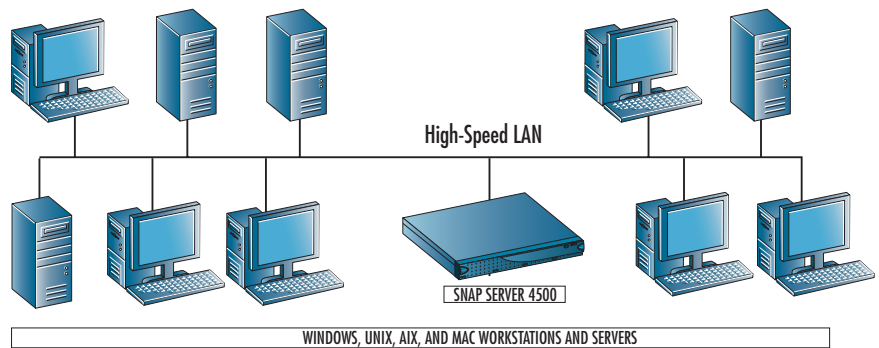 High-Speed LAN
SNAP SERVER 4500
WINDOWS, UNIX, AIX, AND MAC WORKSTATIONS AND SERVERS